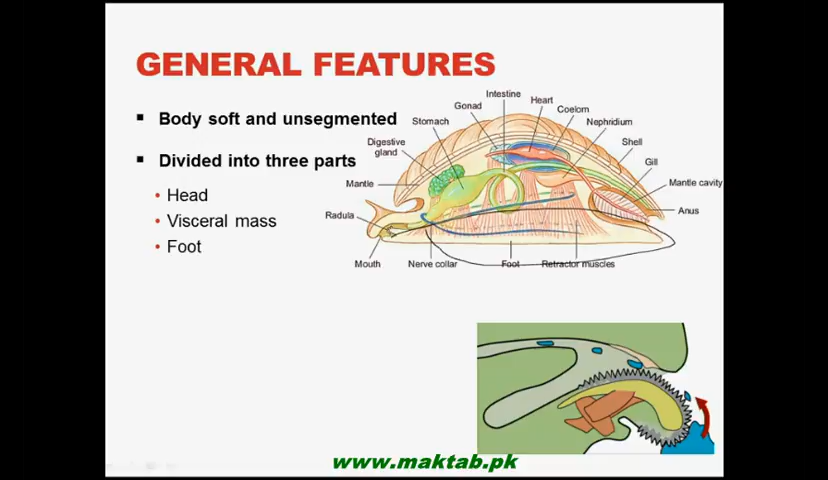 GENERAL FEATURES
▪ Body soft and unsegmented
▪ Divided into three parts
• Head
• Visceral mass
• Foot
Intestine
Gonad
Heart
Coelom
Stomach
Nephridium
Digestive
gland
Shell
Gill
Mantle
Mantle cavity
Radula
Anus
Mouth
Nerve collar
Foot
Retractor muscles
www.maktab.pk